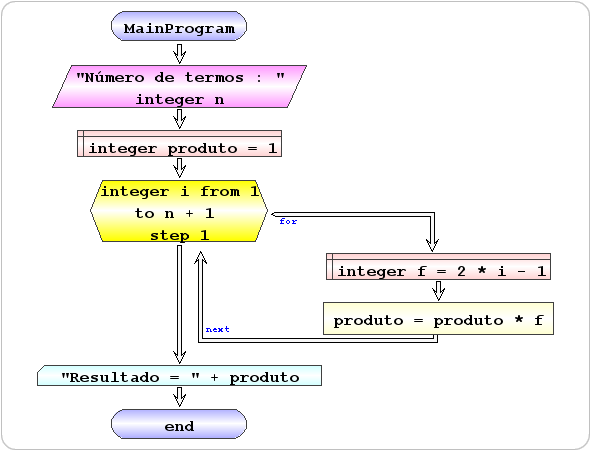 MainProgram
"Número de termos : "
integer n
integer produto = 1
integer i from 1
to n + 1
step 1
for
integer f = 2 * i - 1
produto = produto * f
next
"Resultado = " + produto
end